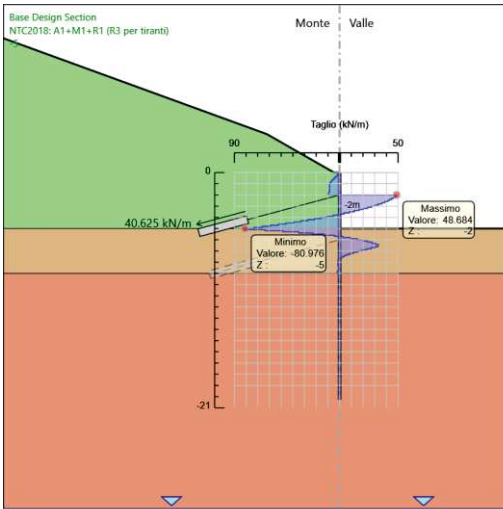 Base Design Section
NTC2018: A1+M1+R1 (R3 per tiranti)
Monte Valle
Taglio (kN/m)
90 50
0
-2m
40.625 kN/m
Massimo
Valore: 48.684
Z : -2
Minimo
Valore: -80.976
Z : -5
-21